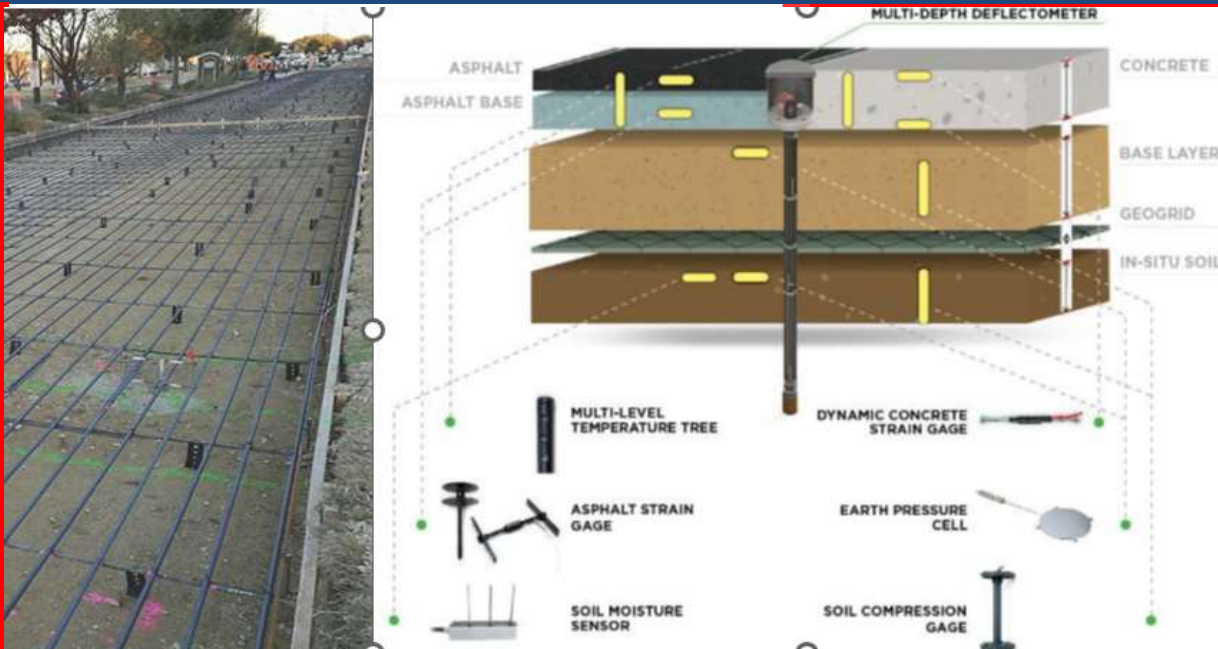 MULTI-DEPTH DEFLECTOMETER
ASPHALT
CONCRETE
ASPHALT BASE
BASE LAYER
GEOGRID
IN-SITU SOIL
MULTI-LEVEL
TEMPERATURE TREE
DYNAMIC CONCRETE
STRAIN GAGE
ASPHALT STRAIN
GAGE
EARTH PRESSURE
CELL
SOIL MOISTURE
SENSOR
SOIL COMPRESSION
GAGE